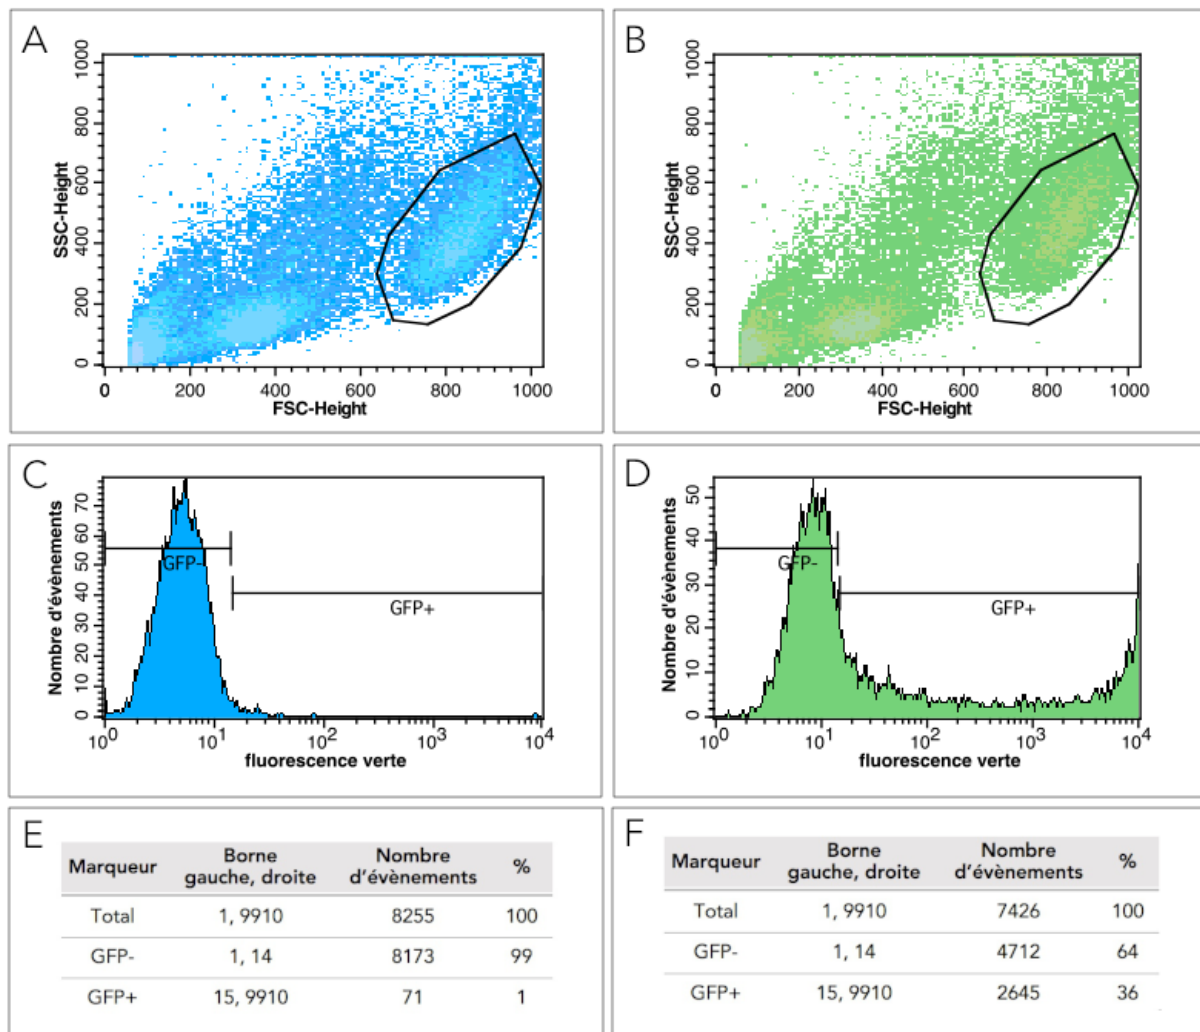 A
SSC-Height
1000
800
600
400
200
0
0 200 400 600 800 1000
FSC-Height
B
SSC-Height
1000
800
600
400
200
0
0 200 400 600 800 1000
FSC-Height
C
Nombre d'évènements
70
60
50
40
30
20
10
0
GFP-
GFP+
10⁰ 10¹ 10² 10³ 10⁴
fluorescence verte
D
Nombre d'évènements
50
40
30
20
10
0
GFP-
GFP+
10⁰ 10¹ 10² 10³ 10⁴
fluorescence verte
E
Marqueur Borne gauche, droite Nombre d'évènements %
Total 1, 9910 8255 100
GFP- 1, 14 8173 99
GFP+ 15, 9910 71 1
F
Marqueur Borne gauche, droite Nombre d'évènements %
Total 1, 9910 7426 100
GFP- 1, 14 4712 64
GFP+ 15, 9910 2645 36